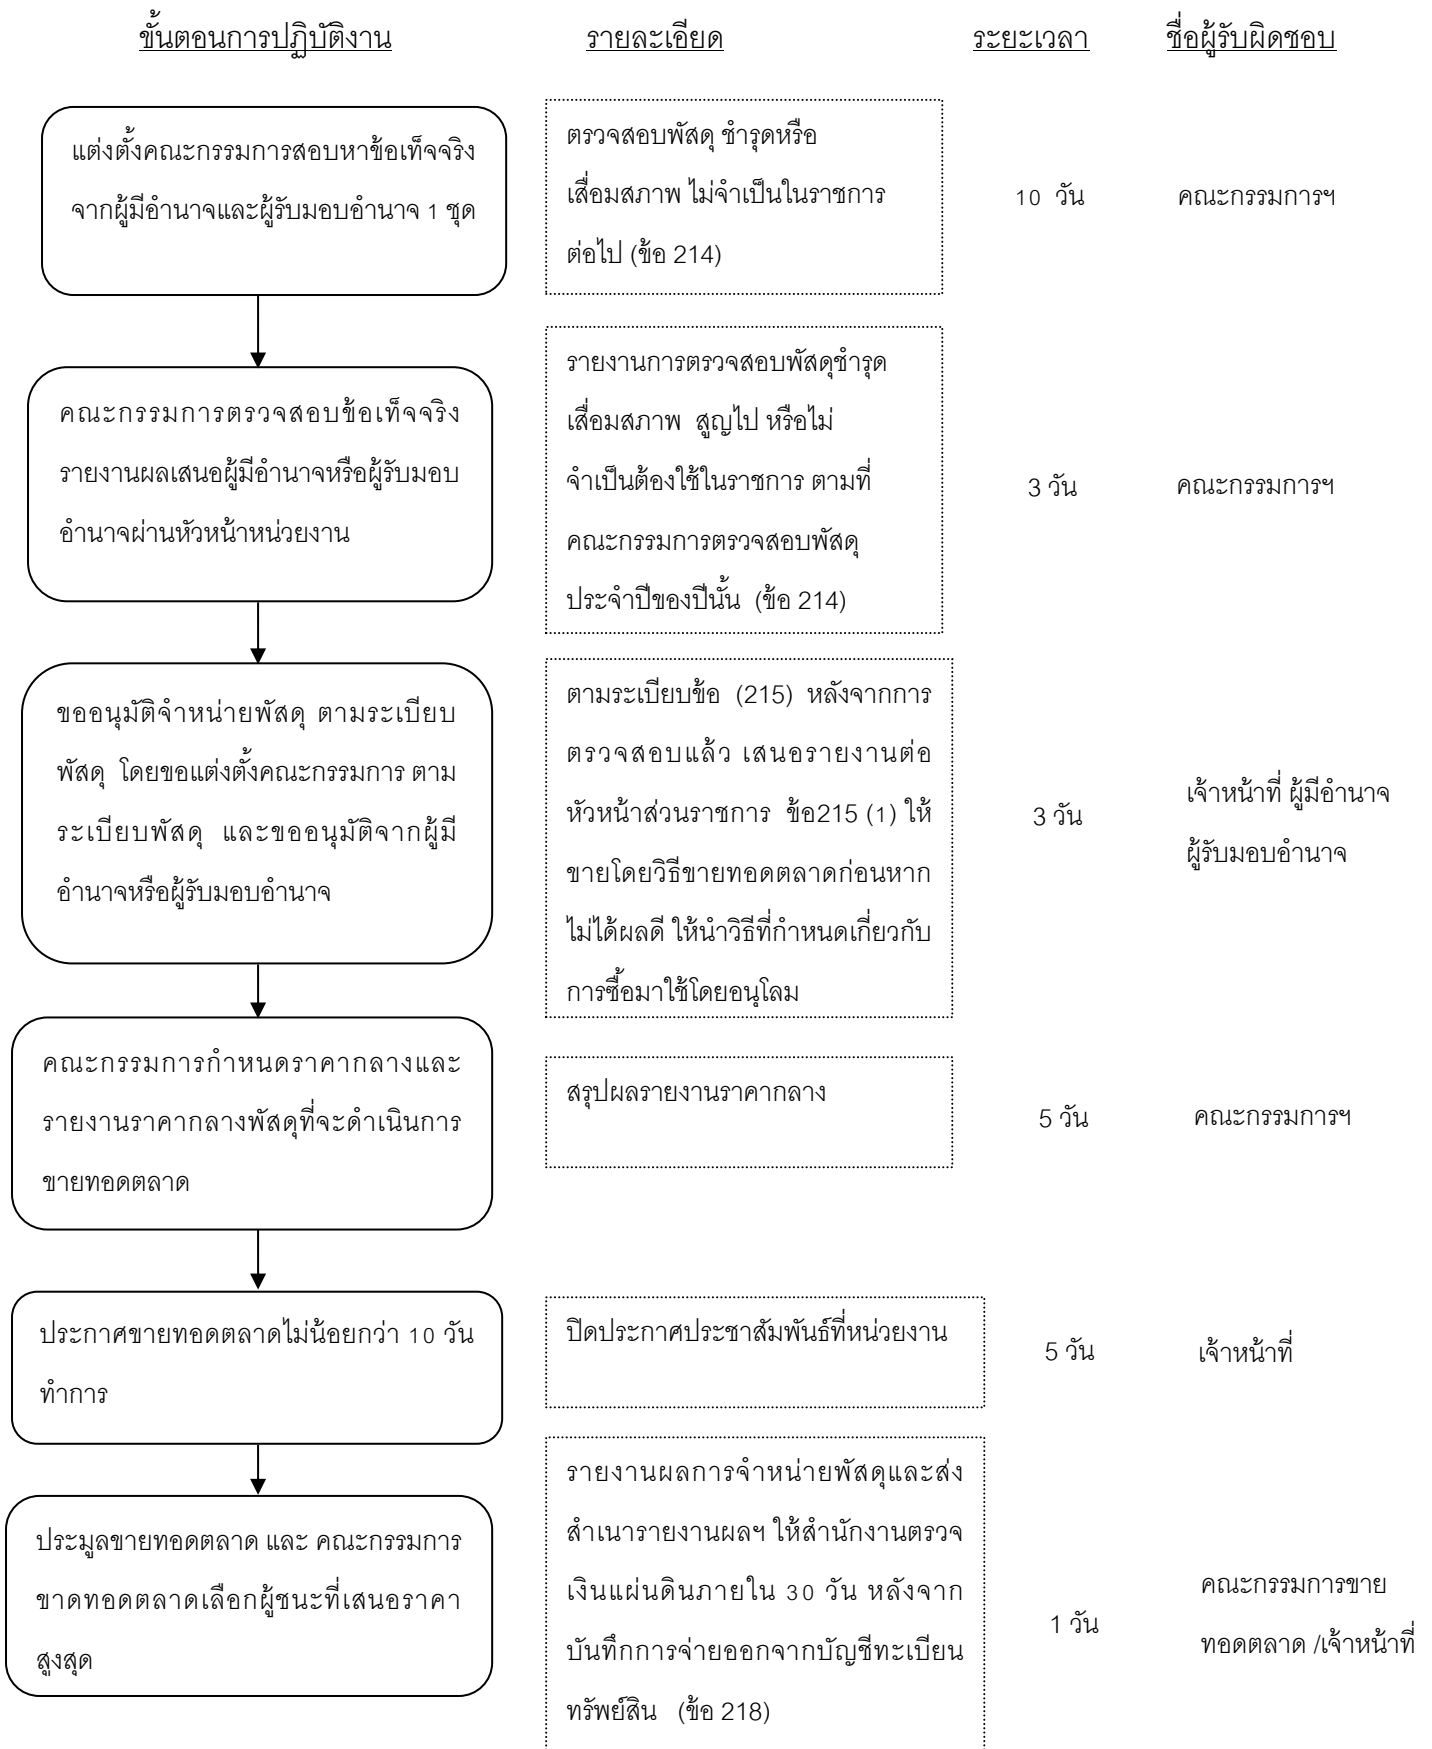 ขั้นตอนการปฏิบัติงาน รายละเอียด ระยะเวลา ชื่อผู้รับผิดชอบ
แต่งตั้งคณะกรรมการสอบหาข้อเท็จจริง
จากผู้มีอำนาจและผู้รับมอบอำนาจ 1 ชุด
ตรวจสอบพัสดุ ชำรุดหรือ
เสื่อมสภาพ ไม่จำเป็นในราชการ
ต่อไป (ข้อ 214)
10 วัน
คณะกรรมการฯ
คณะกรรมการตรวจสอบข้อเท็จจริง
รายงานผลเสนอผู้มีอำนาจหรือผู้รับมอบ
อำนาจผ่านหัวหน้าหน่วยงาน
รายงานการตรวจสอบพัสดุชำรุด
เสื่อมสภาพ สูญไป หรือไม่
จำเป็นต้องใช้ในราชการ ตามที่
คณะกรรมการตรวจสอบพัสดุ
ประจำปีของปีนั้น (ข้อ 214)
3 วัน
คณะกรรมการฯ
ขออนุมัติจำหน่ายพัสดุ ตามระเบียบ
พัสดุ โดยขอแต่งตั้งคณะกรรมการ ตาม
ระเบียบพัสดุ และขออนุมัติจากผู้มี
อำนาจหรือผู้รับมอบอำนาจ
ตามระเบียบข้อ (215) หลังจากการ
ตรวจสอบแล้ว เสนอรายงานต่อ
หัวหน้าส่วนราชการ ข้อ215 (1) ให้
ขายโดยวิธีขายทอดตลาดก่อนหาก
ไม่ได้ผลดี ให้นำวิธีที่กำหนดเกี่ยวกับ
การซื้อมาใช้โดยอนุโลม
3 วัน
เจ้าหน้าที่ ผู้มีอำนาจ
ผู้รับมอบอำนาจ
คณะกรรมการกำหนดราคากลางและ
รายงานราคากลางพัสดุที่จะดำเนินการ
ขายทอดตลาด
สรุปผลรายงานราคากลาง
5 วัน
คณะกรรมการฯ
ประกาศขายทอดตลาดไม่น้อยกว่า 10 วัน
ทำการ
ปิดประกาศประชาสัมพันธ์ที่หน่วยงาน
5 วัน
เจ้าหน้าที่
ประมูลขายทอดตลาด และ คณะกรรมการ
ขาดทอดตลาดเลือกผู้ชนะที่เสนอราคา
สูงสุด
รายงานผลการจำหน่ายพัสดุและส่ง
สำเนารายงานผลฯ ให้สำนักงานตรวจ
เงินแผ่นดินภายใน 30 วัน หลังจาก
บันทึกการจ่ายออกจากบัญชีทะเบียน
ทรัพย์สิน (ข้อ 218)
1 วัน
คณะกรรมการขาย
ทอดตลาด /เจ้าหน้าที่